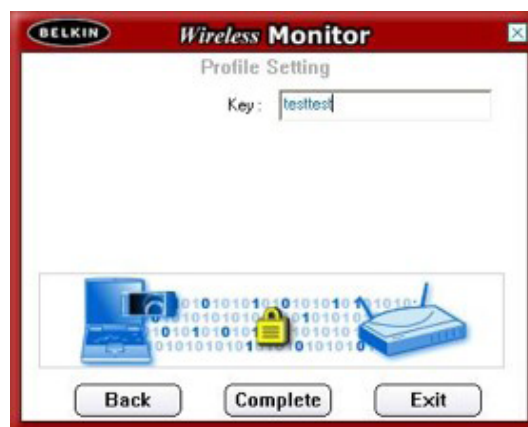 BELKIN
Wireless Monitor
Profile Setting
Key: testtest
Back Complete Exit